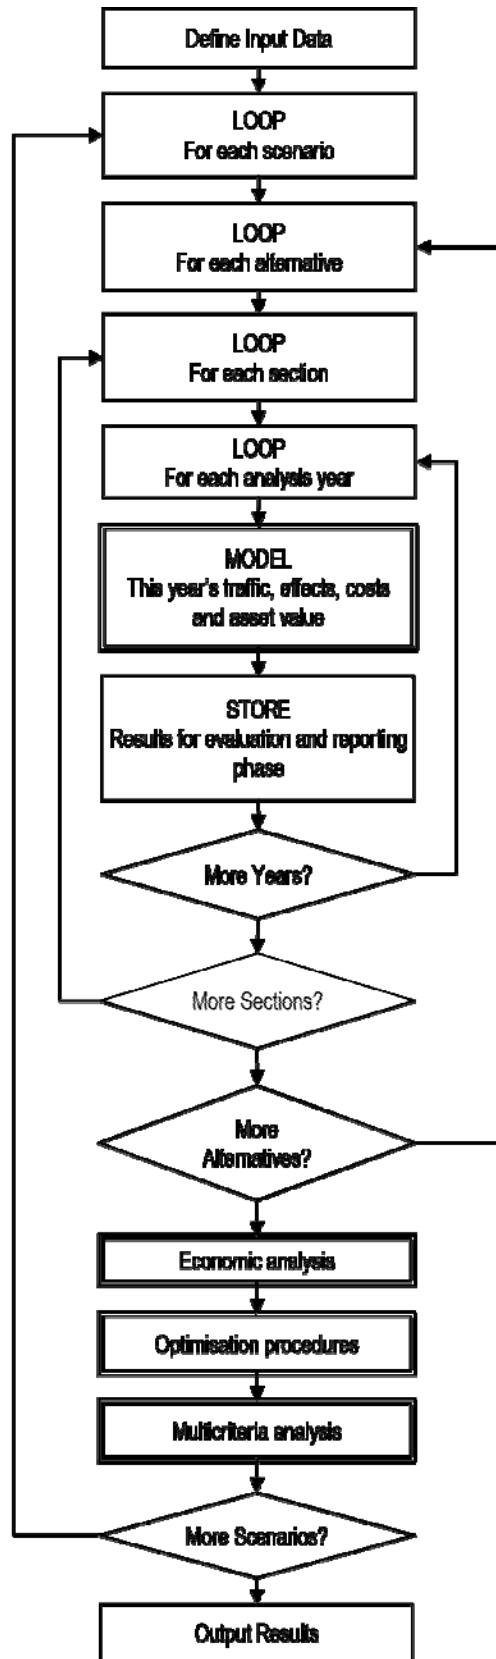 Define Input Data
LOOP
For each scenario
LOOP
For each alternative
LOOP
For each section
LOOP
For each analysis year
MODEL
This year's traffic, effects, costs
and asset value
STORE
Results for evaluation and reporting
phase
More Years?
More Sections?
More
Alternatives?
Economic analysis
Optimisation procedures
Multicriteria analysis
More Scenarios?
Output Results